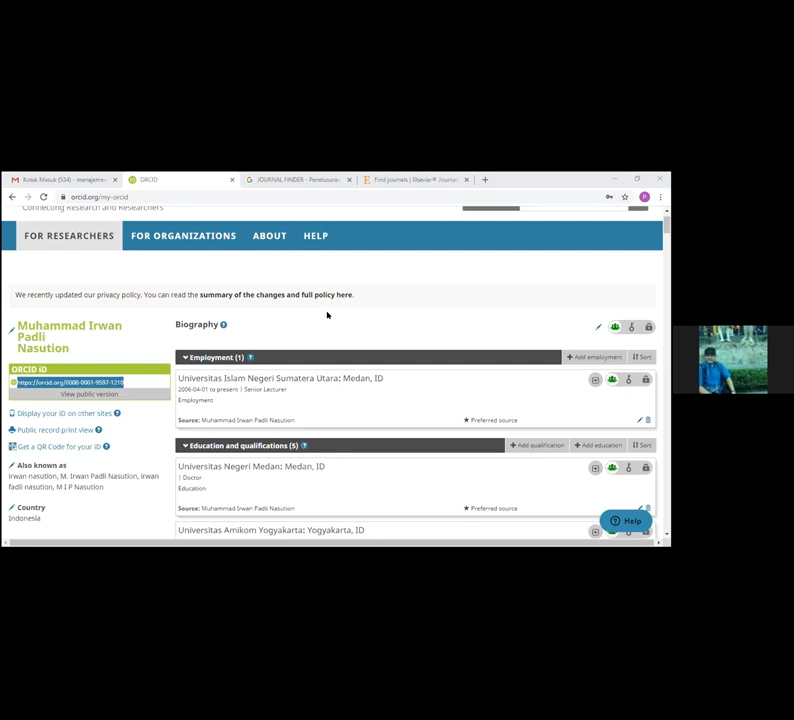 Kotak Masuk (534) - manajeme
ORCID
JOURNAL FINDER - Penelusuran
Find journals | Elsevier® Journal
orcid.org/my-orcid
P
Connecting Research and Researchers
FOR RESEARCHERS
FOR ORGANIZATIONS
ABOUT
HELP
We recently updated our privacy policy. You can read the summary of the changes and full policy here.
Muhammad Irwan
Padli
Nasution
ORCID iD
https://orcid.org/0000-0001-9597-1210
View public version
Display your iD on other sites
Public record print view
Get a QR Code for your iD
Also known as
irwan nasution, M. Irwan Padli Nasution, irwan
fadli nasution, M I P Nasution
Country
Indonesia
Biography
Employment (1)
Add employment
Sort
Universitas Islam Negeri Sumatera Utara: Medan, ID
2006-04-01 to present | Senior Lecturer
Employment
Source: Muhammad Irwan Padli Nasution
Preferred source
Education and qualifications (5)
Add qualification
Add education
Sort
Universitas Negeri Medan: Medan, ID
| Doctor
Education
Source: Muhammad Irwan Padli Nasution
Preferred source
Universitas Amikom Yogyakarta: Yogyakarta, ID
Help